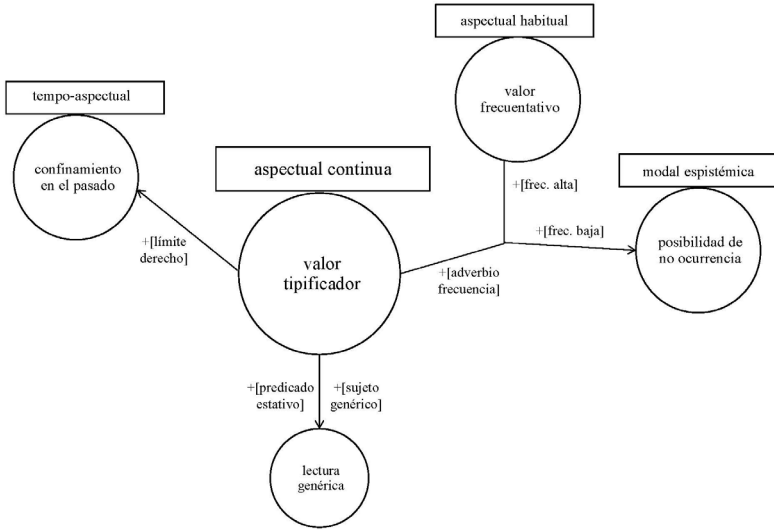 aspectual habitual
valor
frecuentativo
tempo-aspectual
confinamiento
en el pasado
aspectual continua
modal espistémica
+[frec. alta]
+[frec. baja]
posibilidad de
no ocurrencia
+[límite
derecho]
valor
tipificador
+[adverbio
frecuencia]
+[predicado
estativo]
+[sujeto
genérico]
lectura
genérica